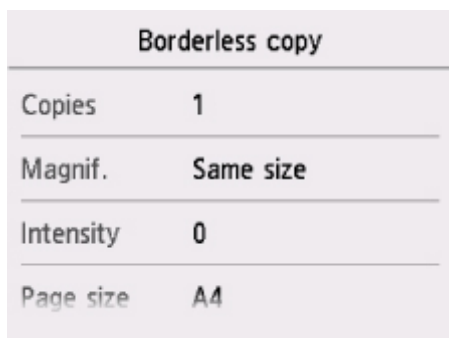 Borderless copy
Copies 1
Magnif. Same size
Intensity 0
Page size A4